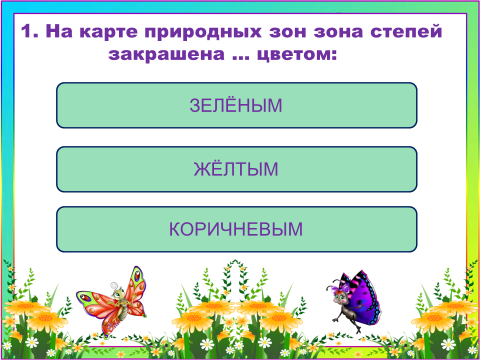 1. На карте природных зон зона степей
закрашена ... цветом:
ЗЕЛЁНЫМ
ЖЁЛТЫМ
КОРИЧНЕВЫМ